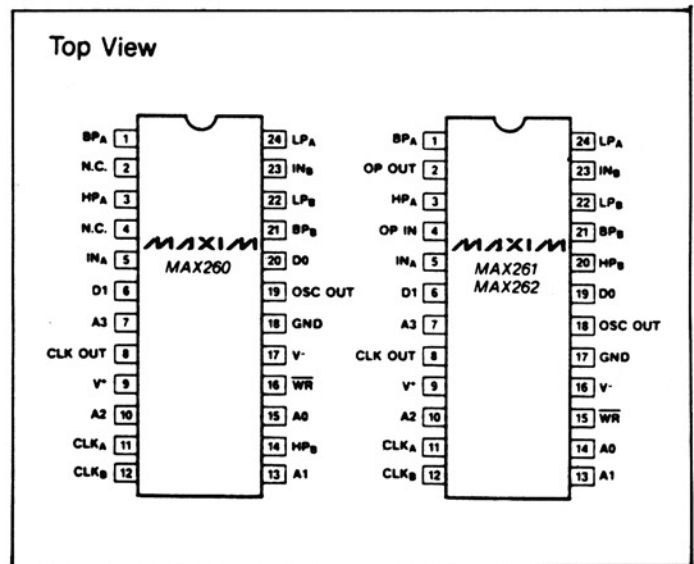 Top View
BPA 1
N.C. 2
HPA 3
N.C. 4
INA 5
D1 6
A3 7
CLK OUT 8
V+ 9
A2 10
CLKA 11
CLKB 12
MAXIM
MAX260
24 LPA
23 INB
22 LPB
21 BPB
20 D0
19 OSC OUT
18 GND
17 V-
16 WR
15 A0
14 HPB
13 A1
BPA 1
OP OUT 2
HPA 3
OP IN 4
INA 5
D1 6
A3 7
CLK OUT 8
V+ 9
A2 10
CLKA 11
CLKB 12
MAXIM
MAX261
MAX262
24 LPA
23 INB
22 LPB
21 BPB
20 HPB
19 D0
18 OSC OUT
17 GND
16 V-
15 WR
14 A0
13 A1